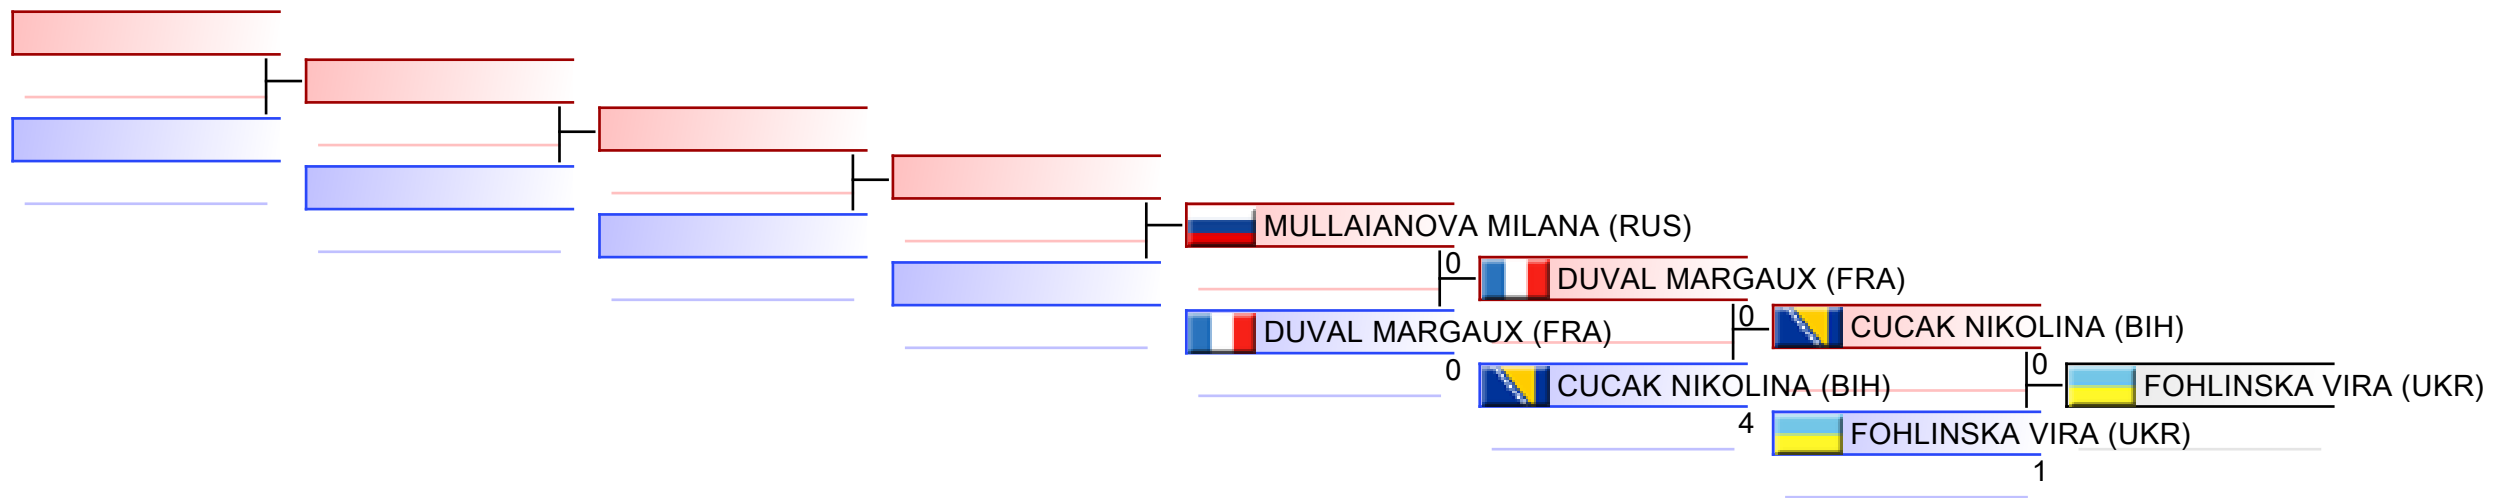 MULLAIANOVA MILANA (RUS)
0
DUVAL MARGAUX (FRA)
DUVAL MARGAUX (FRA)
0
0
CUCAK NIKOLINA (BIH)
CUCAK NIKOLINA (BIH)
4
0
FOHLINSKA VIRA (UKR)
FOHLINSKA VIRA (UKR)
1